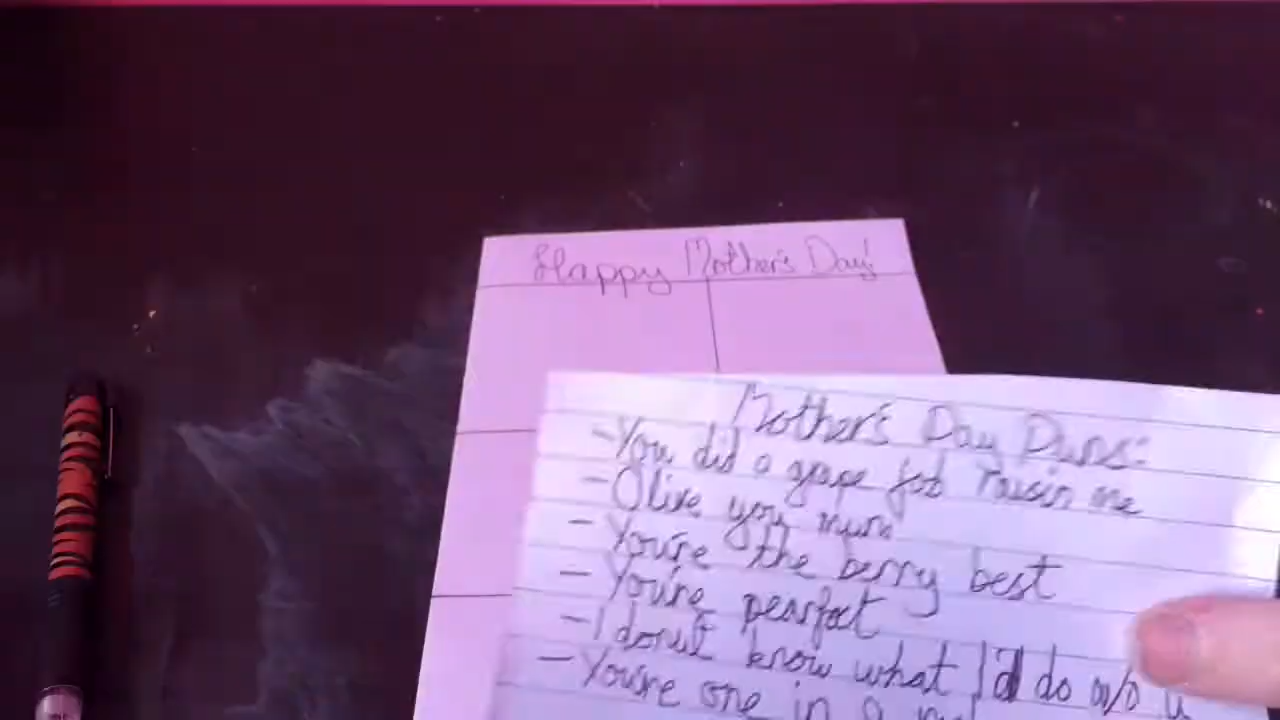 Happy Mother's Day!
Mother's Day Puns:
- You did a grape job raisin me
- Olive you mum
- You're the berry best
- You're pearfect
- I donut know what I'd do w/o u
- You're one in a